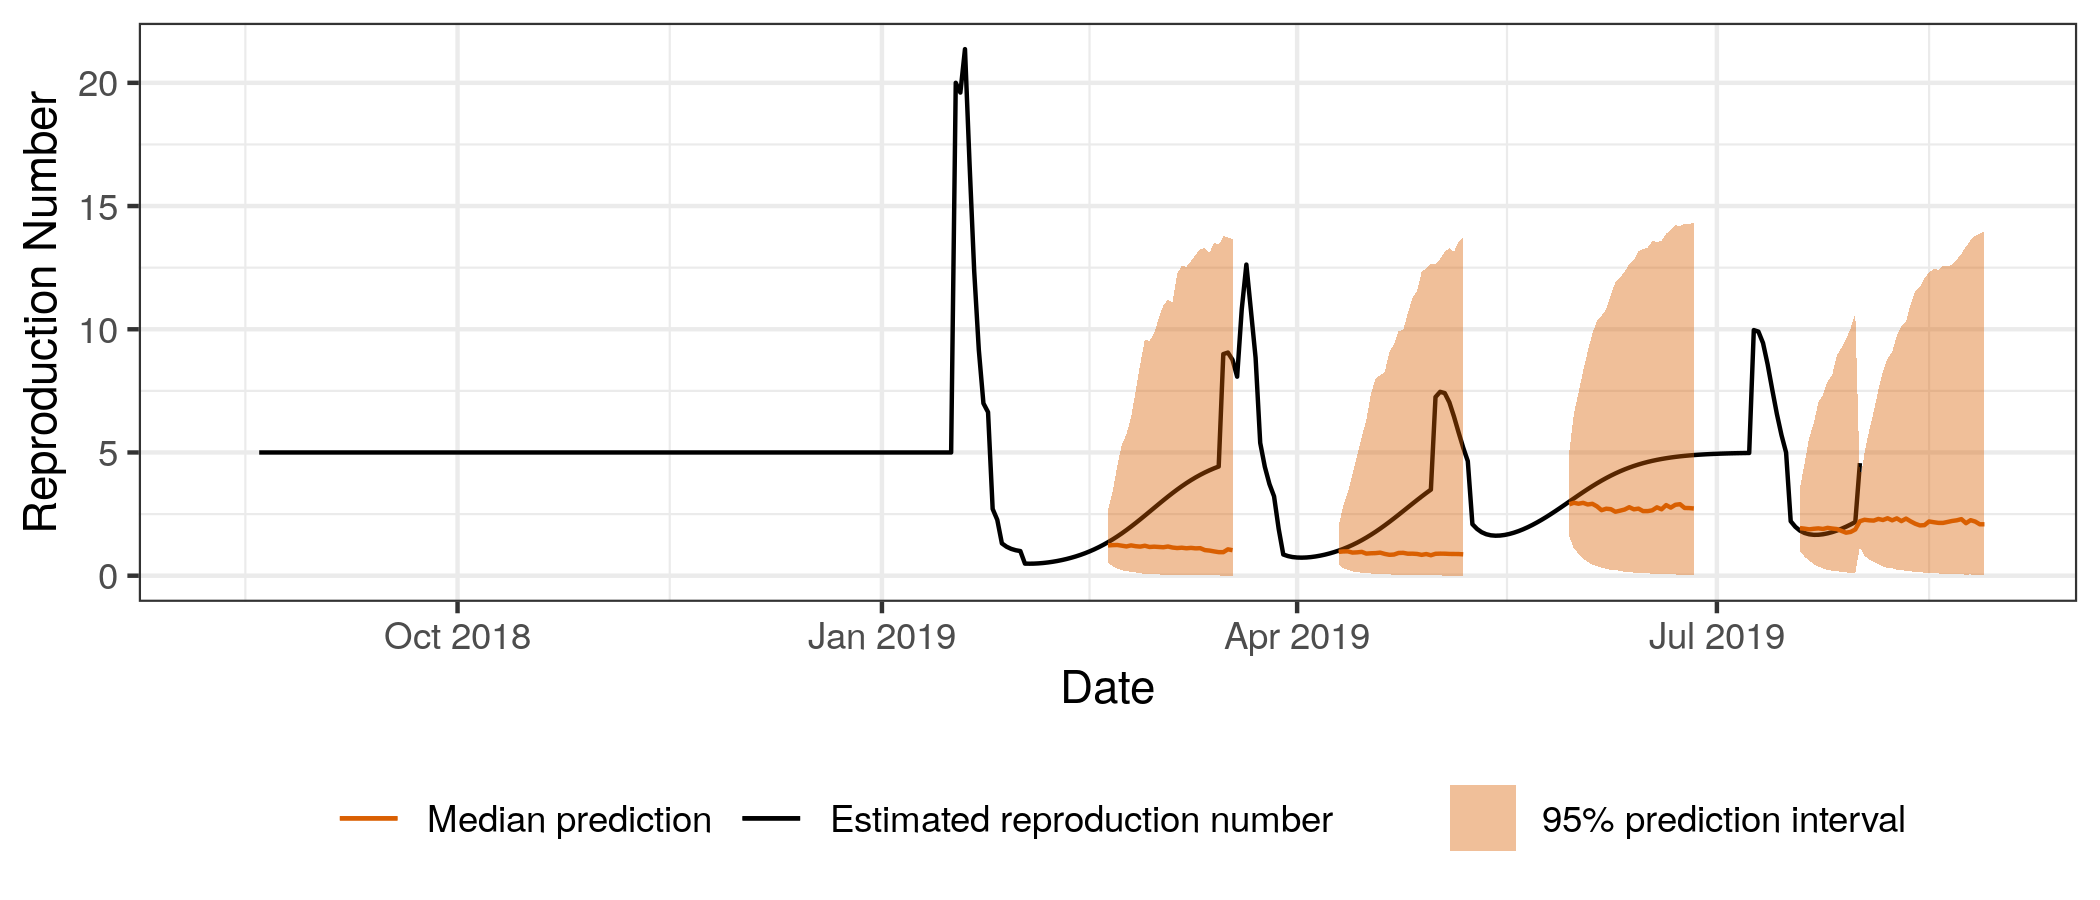 Reproduction Number
20
15
10
5
0
Oct 2018 Jan 2019 Apr 2019 Jul 2019
Date
Median prediction Estimated reproduction number 95% prediction interval